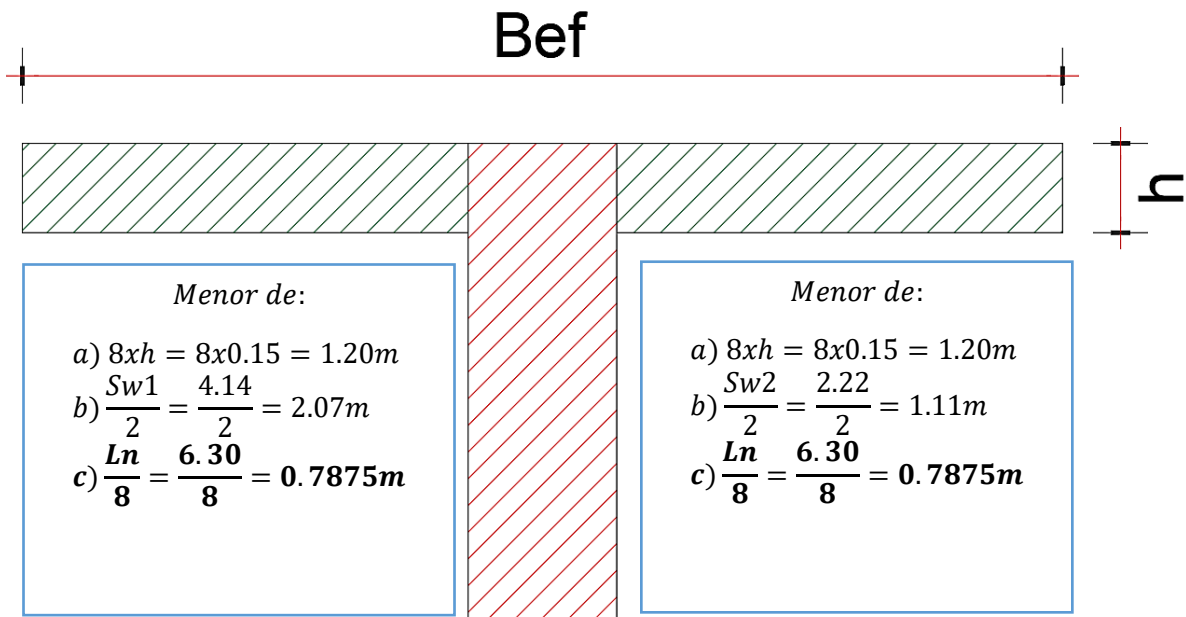 Bef
h
Menor de:
a) 8xh = 8x0.15 = 1.20m
b) Sw1/2 = 4.14/2 = 2.07m
c) Ln/8 = 6.30/8 = 0.7875m
Menor de:
a) 8xh = 8x0.15 = 1.20m
b) Sw2/2 = 2.22/2 = 1.11m
c) Ln/8 = 6.30/8 = 0.7875m